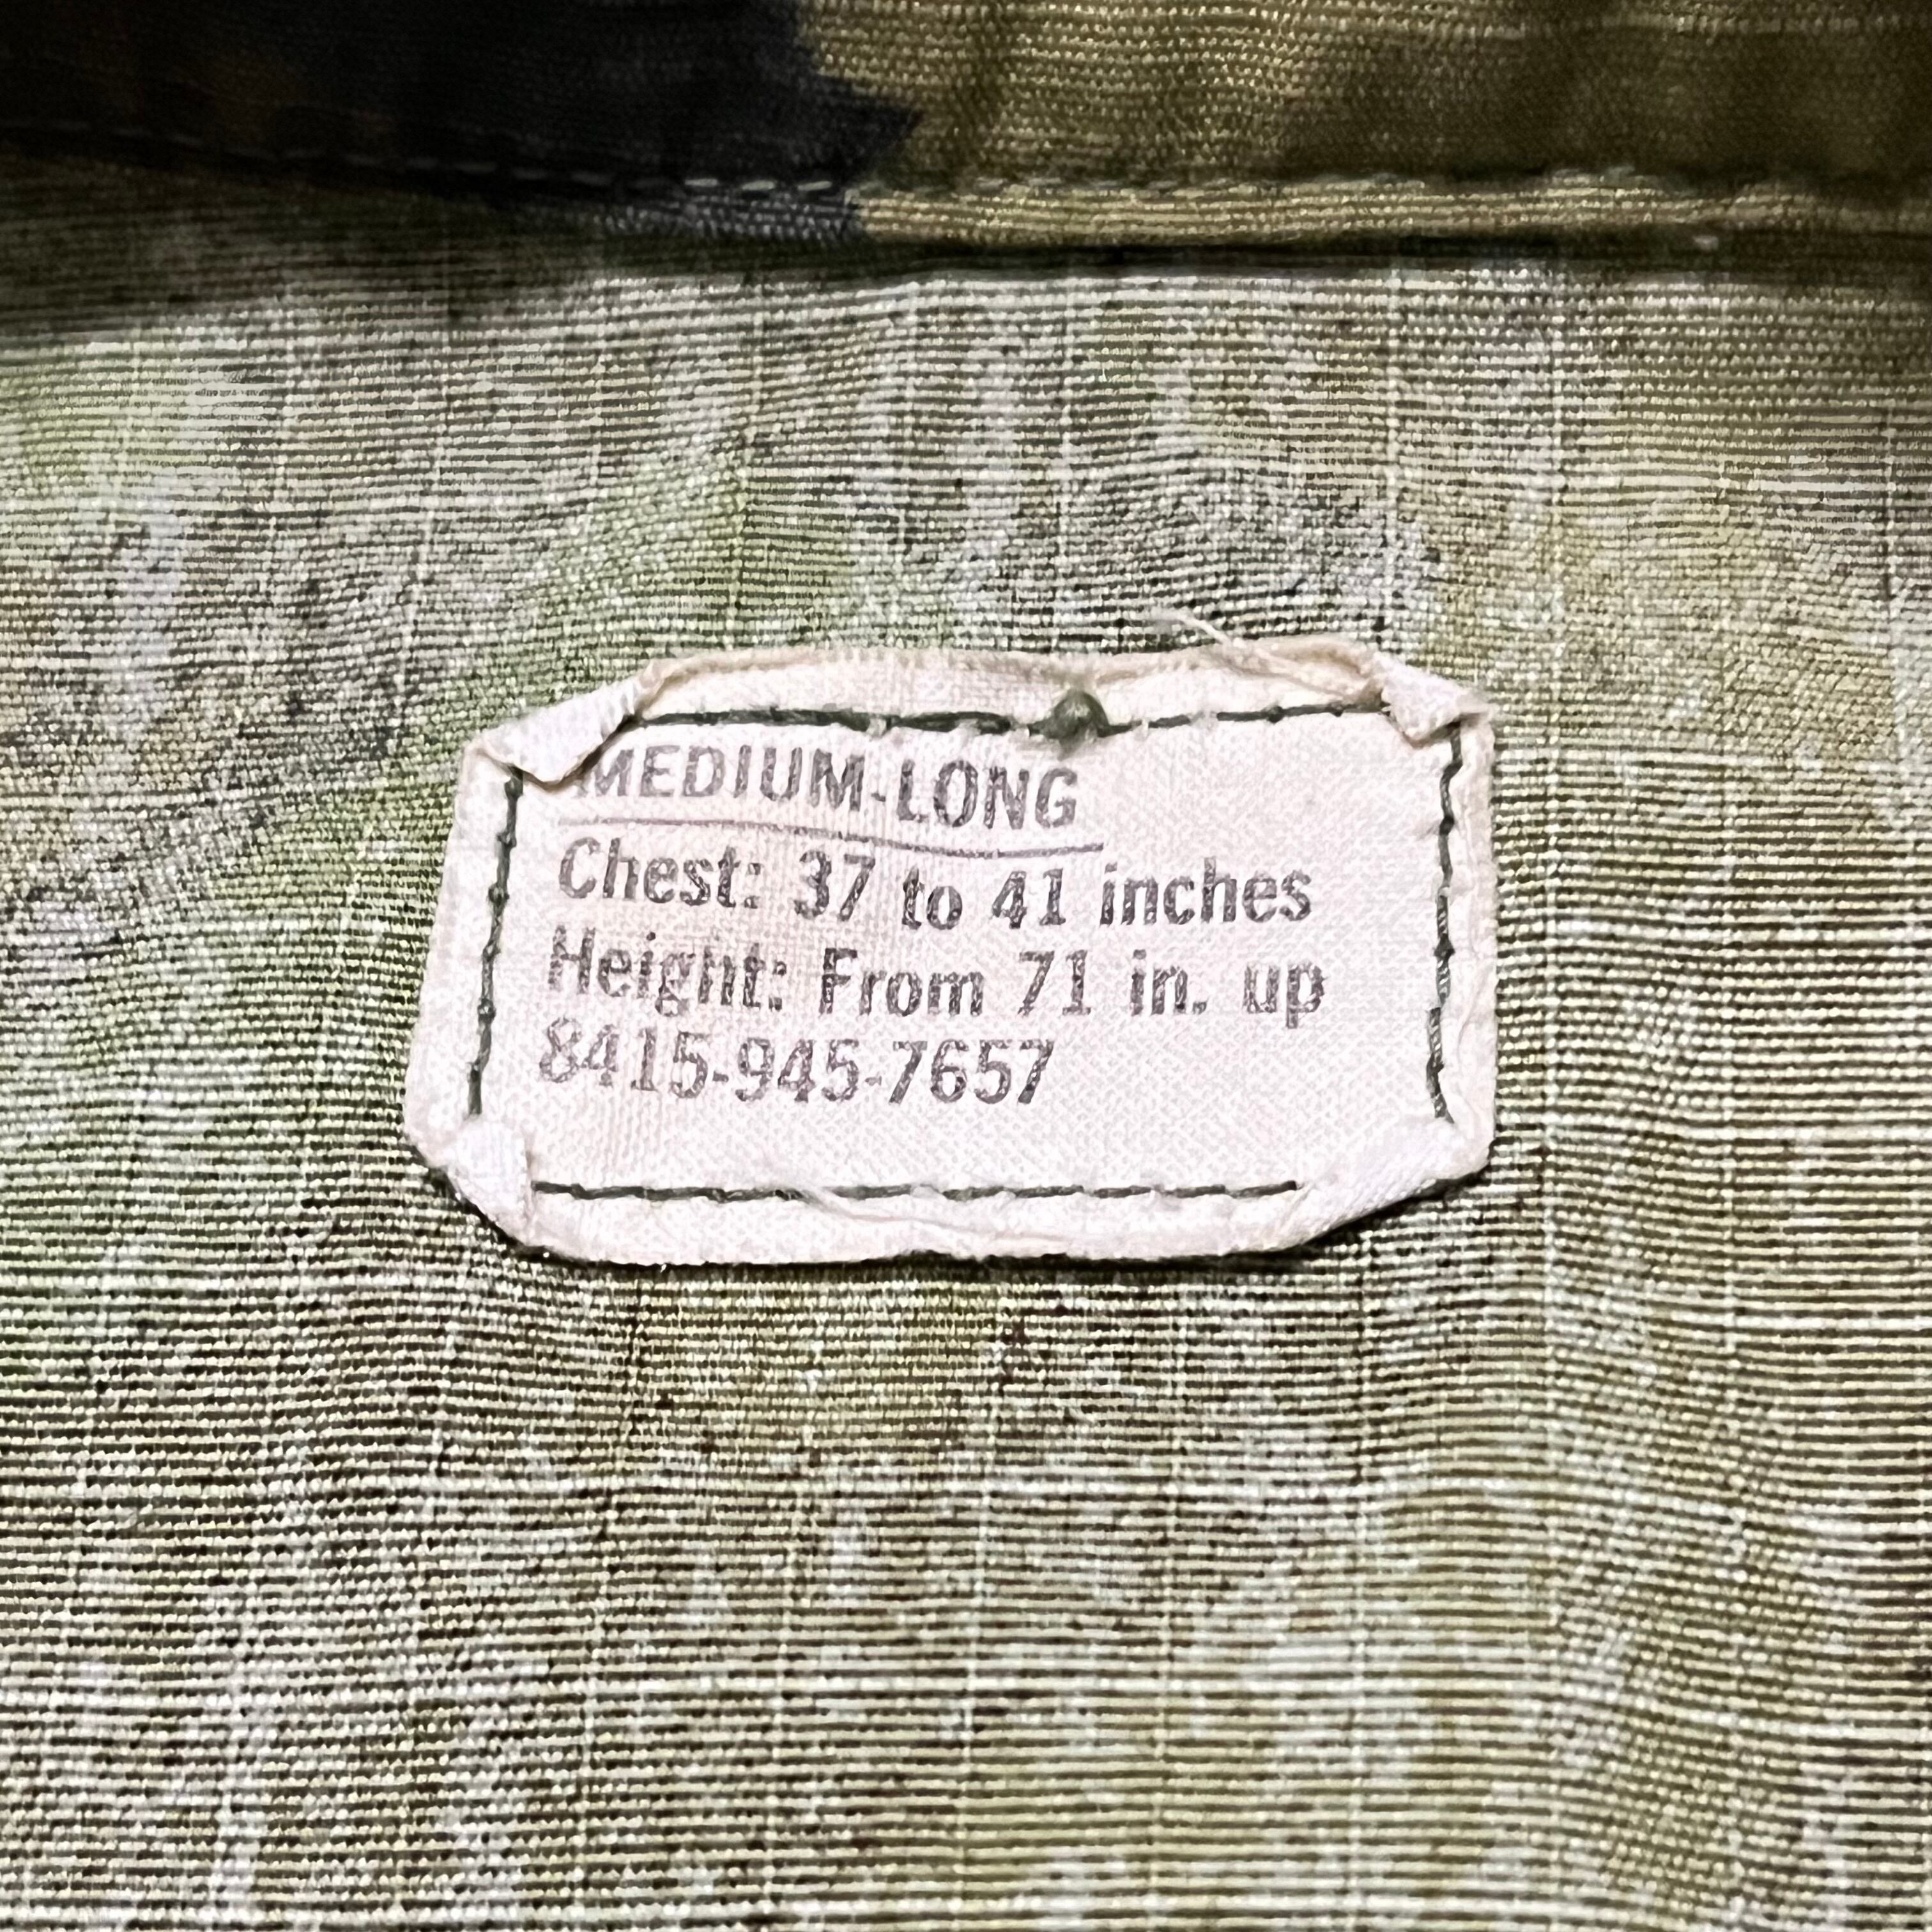 MEDIUM-LONG
Chest: 37 to 41 inches
Height: From 71 in. up
8415-945-7657